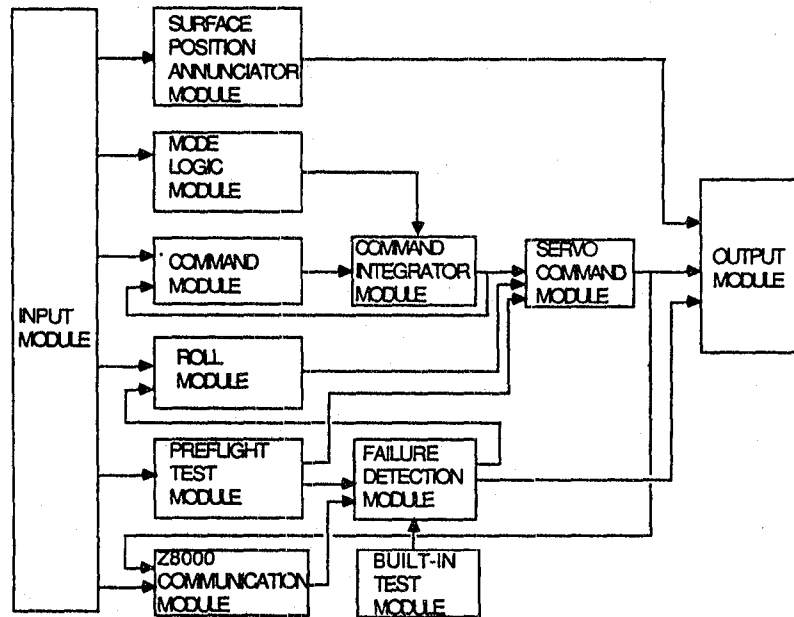 SURFACE
POSITION
ANNUNCIATOR
MODULE
MODE
LOGIC
MODULE
COMMAND
MODULE
COMMAND
INTEGRATOR
MODULE
SERVO
COMMAND
MODULE
OUTPUT
MODULE
INPUT
MODULE
ROLL
MODULE
PREFLIGHT
TEST
MODULE
FAILURE
DETECTION
MODULE
Z8000
COMMUNICATION
MODULE
BUILT-IN
TEST
MODULE